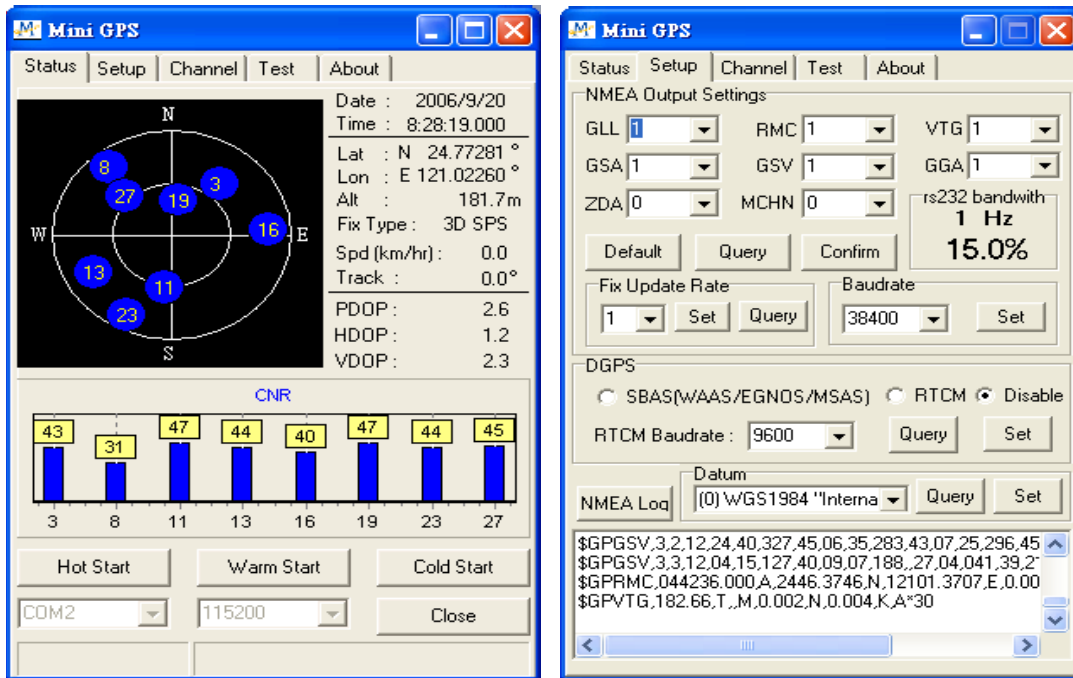 Mini GPS
Status Setup Channel Test About
N
W
E
S
8
27
19
3
16
13
11
23
Date : 2006/9/20
Time : 8:28:19.000
Lat : N 24.77281 °
Lon : E 121.02260 °
Alt : 181.7m
Fix Type : 3D SPS
Spd (km/hr) : 0.0
Track : 0.0°
PDOP : 2.6
HDOP : 1.2
VDOP : 2.3
CNR
43 31 47 44 40 47 44 45
3 8 11 13 16 19 23 27
Hot Start Warm Start Cold Start
COM2 115200 Close
Mini GPS
Status Setup Channel Test About
NMEA Output Settings
GLL 1 RMC 1 VTG 1
GSA 1 GSV 1 GGA 1
ZDA 0 MCHN 0
rs232 bandwith
1 Hz
15.0%
Default Query Confirm
Fix Update Rate
1 Set Query
Baudrate
38400 Set
DGPS
SBAS(WAAS/EGNOS/MSAS) RTCM Disable
RTCM Baudrate : 9600 Query Set
NMEA Log
Datum
(0) WGS1984 "Interna Query Set
$GPGSV,3,2,12,24,40,327,45,06,35,283,43,07,25,296,45
$GPGSV,3,3,12,04,15,127,40,09,07,188,,27,04,041,39,2
$GPRMC,044236.000,A,2446.3746,N,12101.3707,E,0.00
$GPVTG,182.66,T,,M,0.002,N,0.004,K,A*30